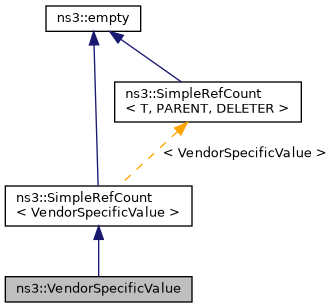 ns3::empty
ns3::SimpleRefCount
< T, PARENT, DELETER >
< VendorSpecificValue >
ns3::SimpleRefCount
< VendorSpecificValue >
ns3::VendorSpecificValue